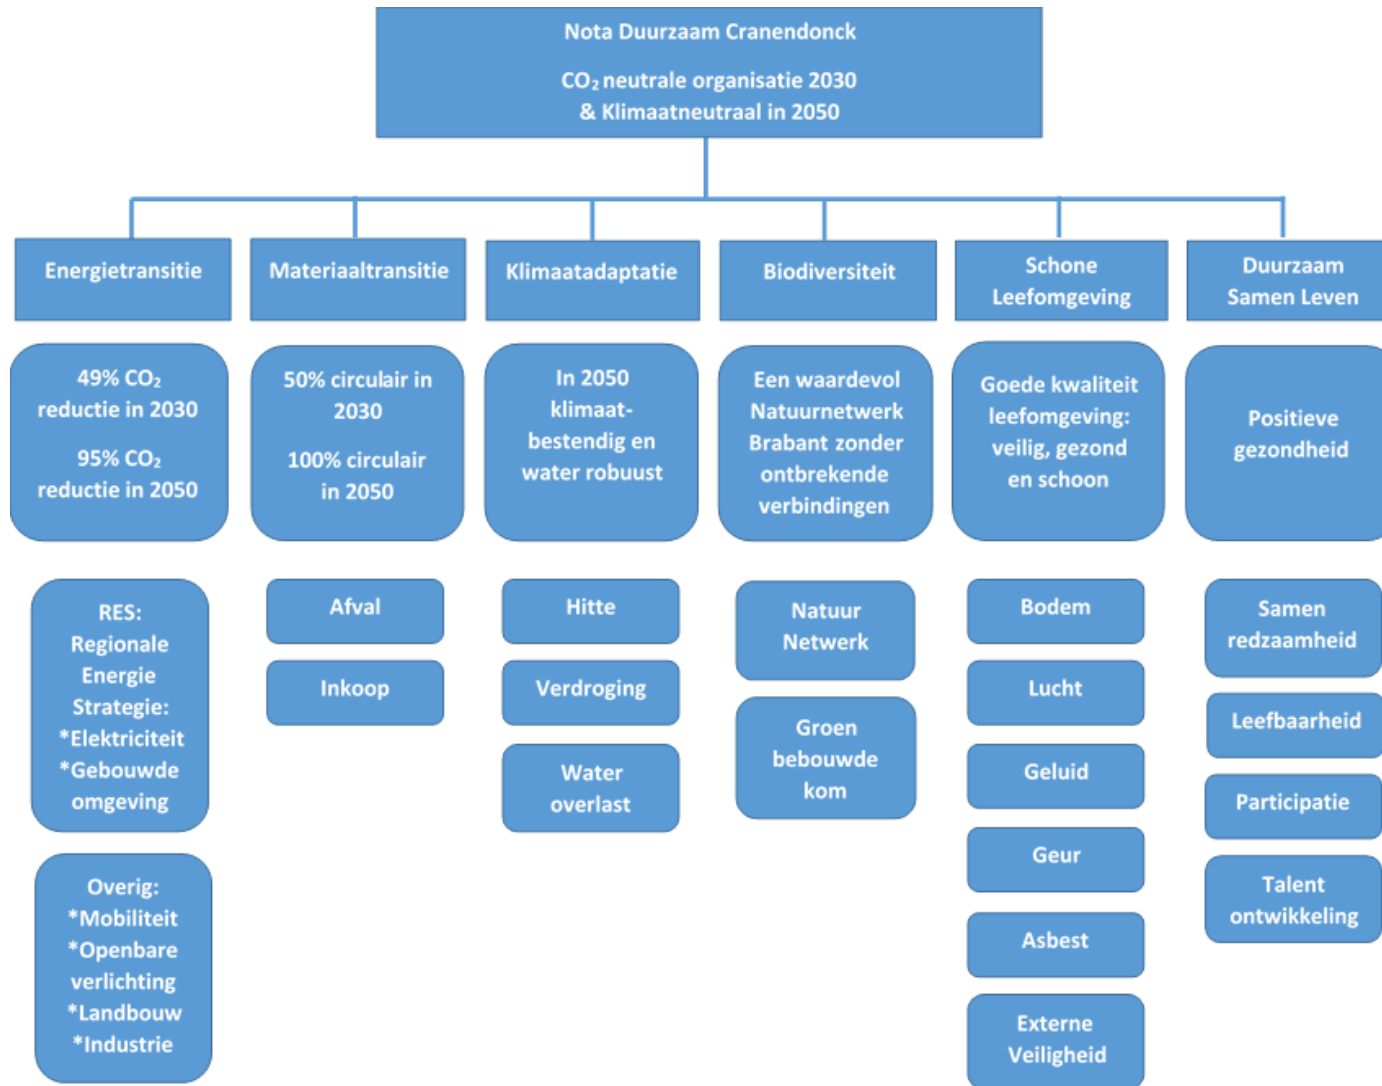 Nota Duurzaam Cranendonck
CO₂ neutrale organisatie 2030
& Klimaatneutraal in 2050
Energietransitie
Materiaaltransitie
Klimaatadaptatie
Biodiversiteit
Schone
Leefomgeving
Duurzaam
Samen Leven
49% CO₂
reductie in 2030
95% CO₂
reductie in 2050
50% circulair in
2030
100% circulair
in 2050
In 2050
klimaat-
bestendig en
water robuust
Een waardevol
Natuurnetwerk
Brabant zonder
ontbrekende
verbindingen
Goede kwaliteit
leefomgeving:
veilig, gezond
en schoon
Positieve
gezondheid
RES:
Regionale
Energie
Strategie:
*Elektriciteit
*Gebouwde
omgeving
Overig:
*Mobiliteit
*Openbare
verlichting
*Landbouw
*Industrie
Afval
Inkoop
Hitte
Verdroging
Water
overlast
Natuur
Netwerk
Groen
bebouwde
kom
Bodem
Lucht
Geluid
Geur
Asbest
Externe
Veiligheid
Samen
redzaamheid
Leefbaarheid
Participatie
Talent
ontwikkeling